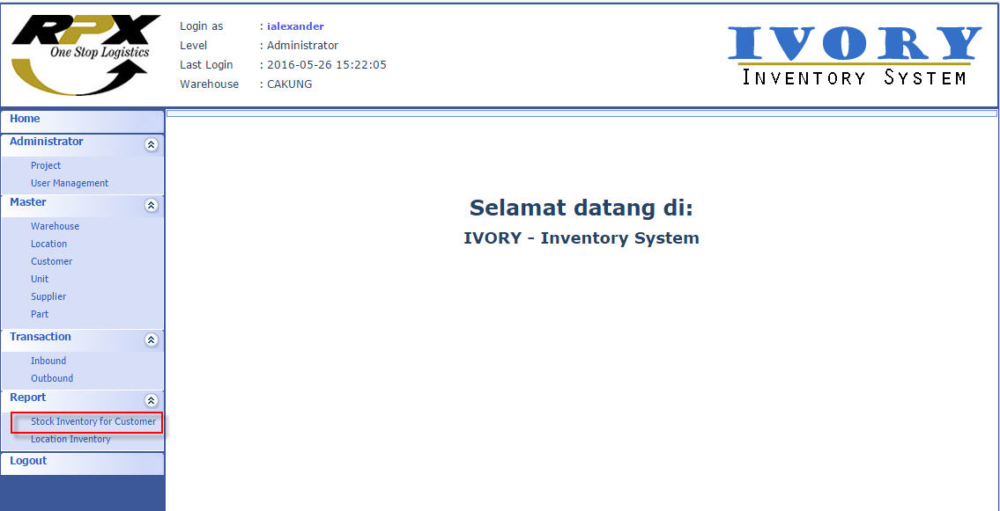 RPX
One Stop Logistics
Login as : ialexander
Level : Administrator
Last Login : 2016-05-26 15:22:05
Warehouse : CAKUNG
IVORY
INVENTORY SYSTEM
Home
Administrator
Project
User Management
Master
Warehouse
Location
Customer
Unit
Supplier
Part
Transaction
Inbound
Outbound
Report
Stock Inventory for Customer
Location Inventory
Logout
Selamat datang di:
IVORY - Inventory System